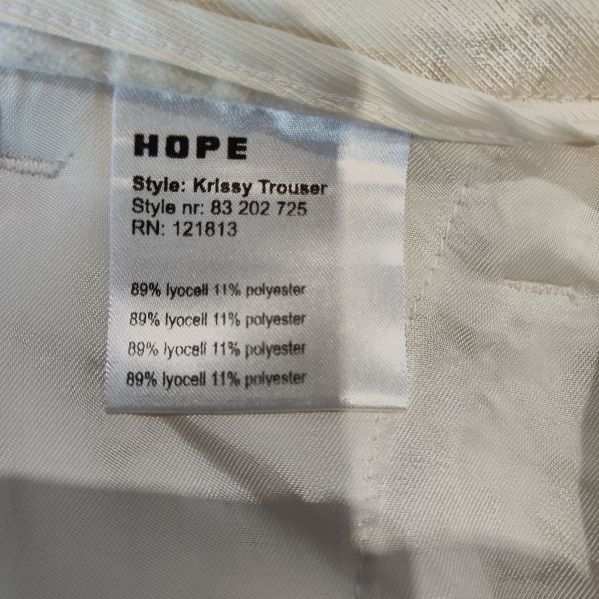 HOPE
Style: Krissy Trouser
Style nr: 83 202 725
RN: 121813
89% lyocell 11% polyester
89% lyocell 11% polyester
89% lyocell 11% polyester
89% lyocell 11% polyester